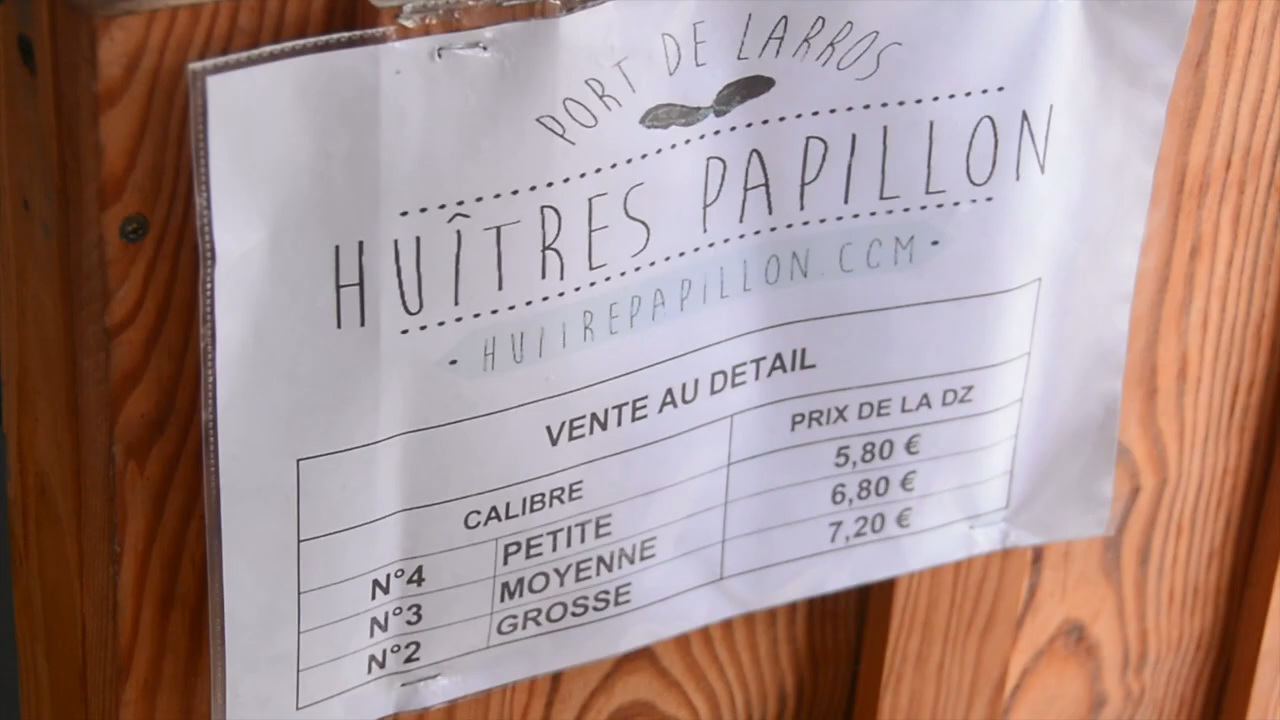 PORT DE LARROS
HUÎTRES PAPILLON
• HUIIREPAPILLON.CCM •
VENTE AU DETAIL
CALIBRE PRIX DE LA DZ
N°4 PETITE 5,80 €
N°3 MOYENNE 6,80 €
N°2 GROSSE 7,20 €